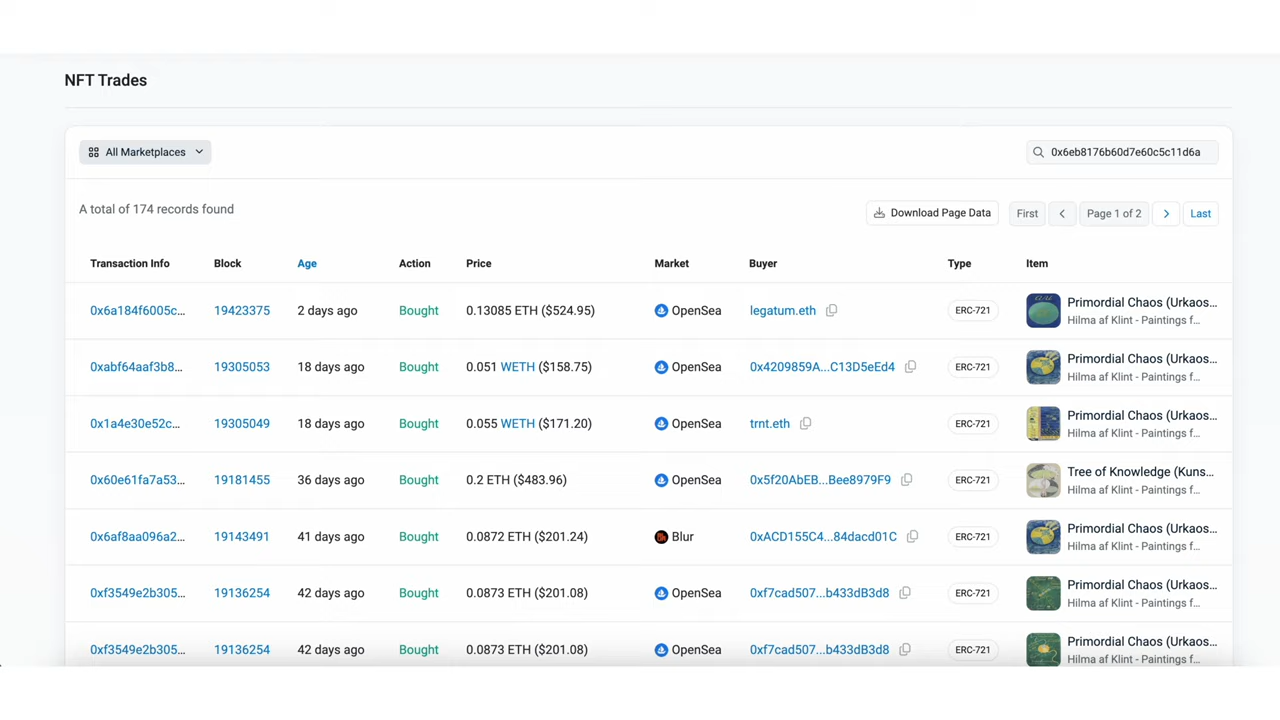 NFT Trades
All Marketplaces
0x6eb8176b60d7e60c5c11d6a
A total of 174 records found
Download Page Data
First
Page 1 of 2
Last
Transaction Info Block Age Action Price Market Buyer Type Item
0x6a184f6005c... 19423375 2 days ago Bought 0.13085 ETH ($524.95) OpenSea legatum.eth ERC-721 Primordial Chaos (Urkaos...
Hilma af Klint - Paintings f...
0xabf64aaf3b8... 19305053 18 days ago Bought 0.051 WETH ($158.75) OpenSea 0x4209859A...C13D5eEd4 ERC-721 Primordial Chaos (Urkaos...
Hilma af Klint - Paintings f...
0x1a4e30e52c... 19305049 18 days ago Bought 0.055 WETH ($171.20) OpenSea trnt.eth ERC-721 Primordial Chaos (Urkaos...
Hilma af Klint - Paintings f...
0x60e61fa7a53... 19181455 36 days ago Bought 0.2 ETH ($483.96) OpenSea 0x5f20AbEB...Bee8979F9 ERC-721 Tree of Knowledge (Kuns...
Hilma af Klint - Paintings f...
0x6af8aa096a2... 19143491 41 days ago Bought 0.0872 ETH ($201.24) Blur 0xACD155C4...84dacd01C ERC-721 Primordial Chaos (Urkaos...
Hilma af Klint - Paintings f...
0xf3549e2b305... 19136254 42 days ago Bought 0.0873 ETH ($201.08) OpenSea 0xf7cad507...b433dB3d8 ERC-721 Primordial Chaos (Urkaos...
Hilma af Klint - Paintings f...
0xf3549e2b305... 19136254 42 days ago Bought 0.0873 ETH ($201.08) OpenSea 0xf7cad507...b433dB3d8 ERC-721 Primordial Chaos (Urkaos...
Hilma af Klint - Paintings f...